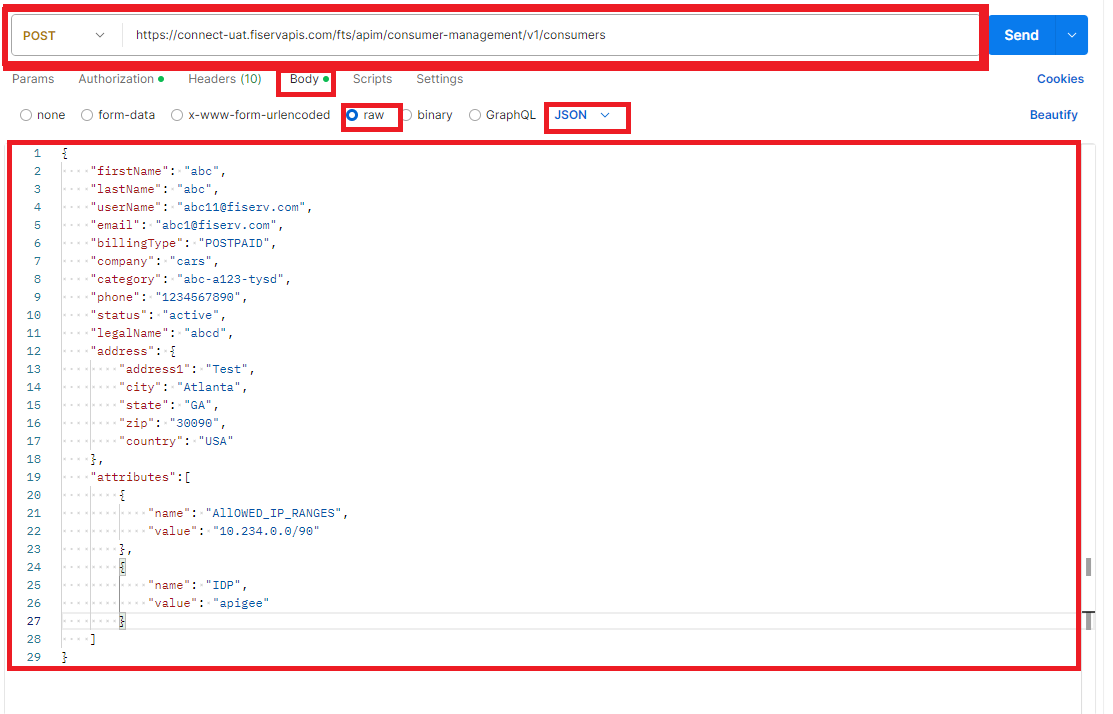 POST https://connect-uat.fiservapis.com/fts/apim/consumer-management/v1/consumers Send
Params Authorization Headers (10) Body Scripts Settings Cookies
none form-data x-www-form-urlencoded raw binary GraphQL JSON Beautify
1 {
2 "firstName": "abc",
3 "lastName": "abc",
4 "userName": "abc11@fiserv.com",
5 "email": "abc1@fiserv.com",
6 "billingType": "POSTPAID",
7 "company": "cars",
8 "category": "abc-a123-tysd",
9 "phone": "1234567890",
10 "status": "active",
11 "legalName": "abcd",
12 "address": {
13 "address1": "Test",
14 "city": "Atlanta",
15 "state": "GA",
16 "zip": "30090",
17 "country": "USA"
18 },
19 "attributes":[
20 {
21 "name": "AllOWED_IP_RANGES",
22 "value": "10.234.0.0/90"
23 },
24 {
25 "name": "IDP",
26 "value": "apigee"
27 }
28 ]
29 }